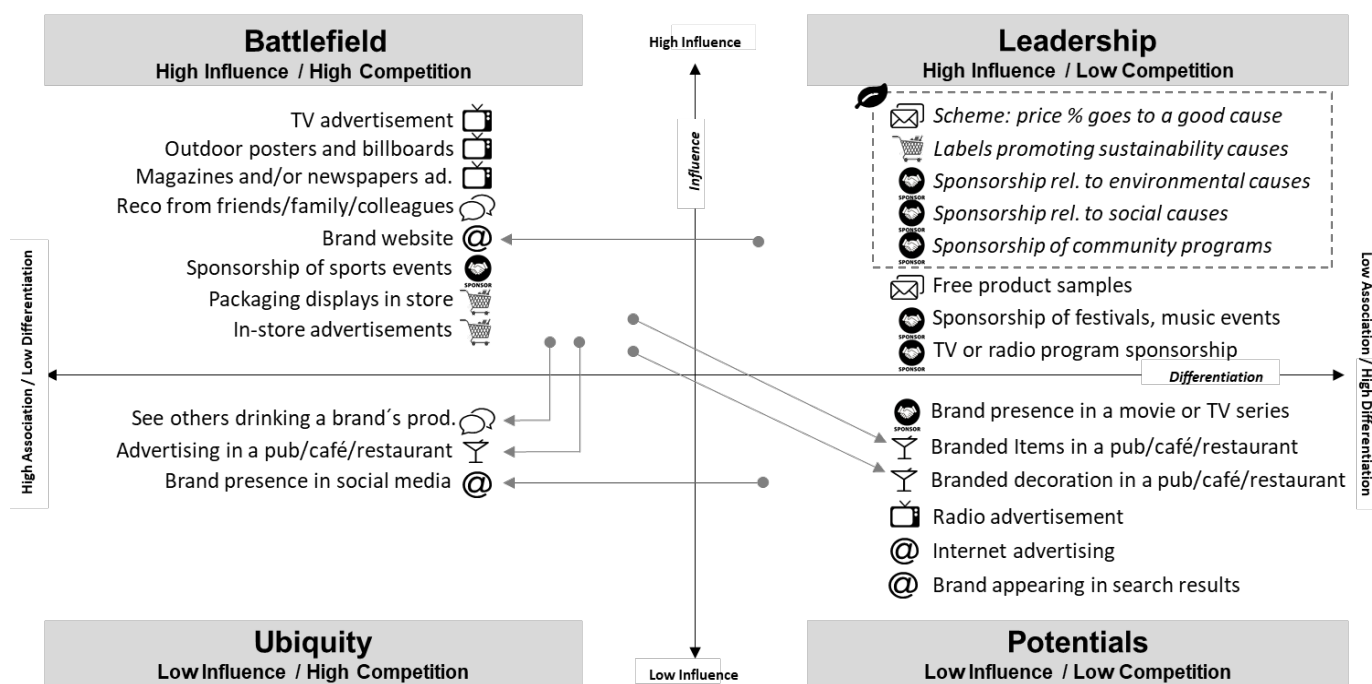 Battlefield
High Influence / High Competition
High Influence
Leadership
High Influence / Low Competition
TV advertisement
Outdoor posters and billboards
Magazines and/or newspapers ad.
Reco from friends/family/colleagues
Brand website
Sponsorship of sports events
SPONSOR
Packaging displays in store
In-store advertisements
Influence
Scheme: price % goes to a good cause
Labels promoting sustainability causes
Sponsorship rel. to environmental causes
SPONSOR
Sponsorship rel. to social causes
SPONSOR
Sponsorship of community programs
SPONSOR
Free product samples
Sponsorship of festivals, music events
SPONSOR
TV or radio program sponsorship
SPONSOR
High Association / Low Differentiation
Differentiation
Low Association / High Differentiation
See others drinking a brand´s prod.
Advertising in a pub/café/restaurant
Brand presence in social media
Brand presence in a movie or TV series
SPONSOR
Branded Items in a pub/café/restaurant
Branded decoration in a pub/café/restaurant
Radio advertisement
Internet advertising
Brand appearing in search results
Ubiquity
Low Influence / High Competition
Low Influence
Potentials
Low Influence / Low Competition